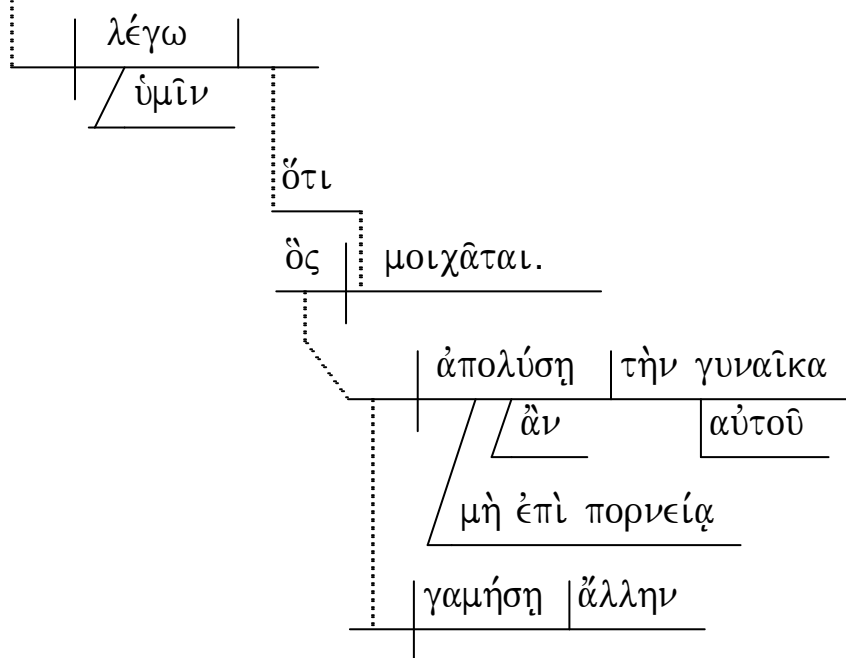 λέγω
ὑμῖν
ὅτι
ὃς μοιχᾶται.
ἀπολύσῃ τὴν γυναῖκα
ἂν αὐτοῦ
μὴ ἐπὶ πορνείᾳ
γαμήσῃ ἄλλην